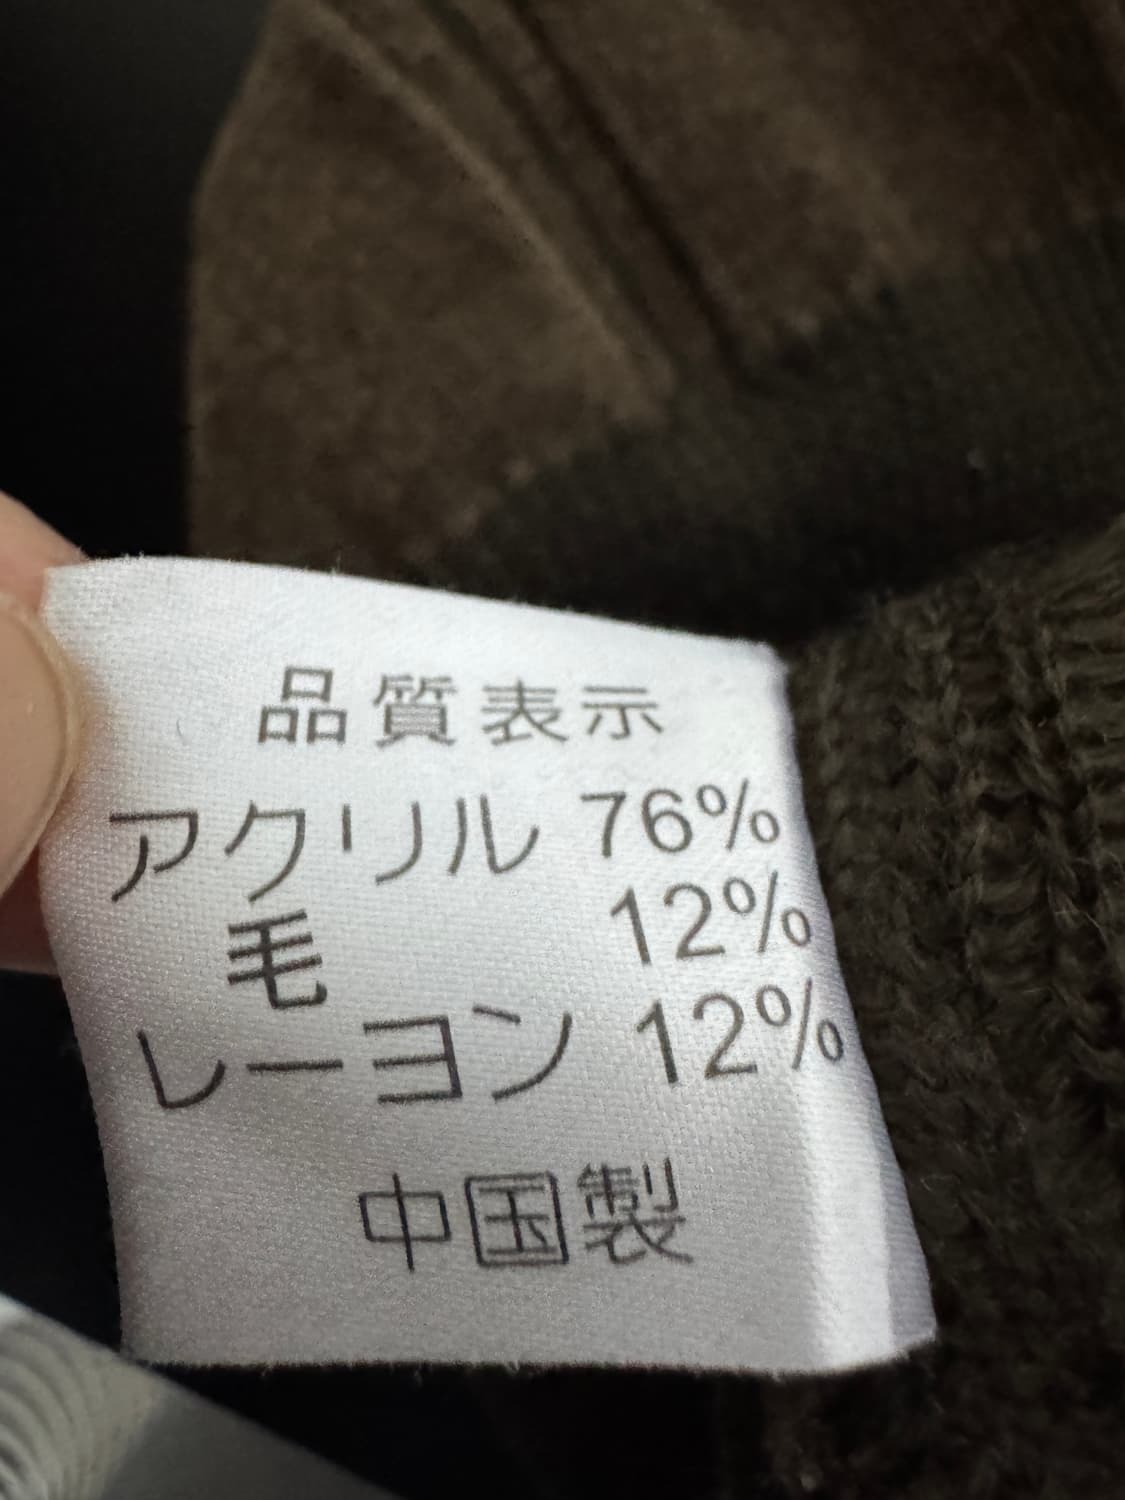 品質表示
アクリル 76%
毛 12%
レーヨン 12%
中国製